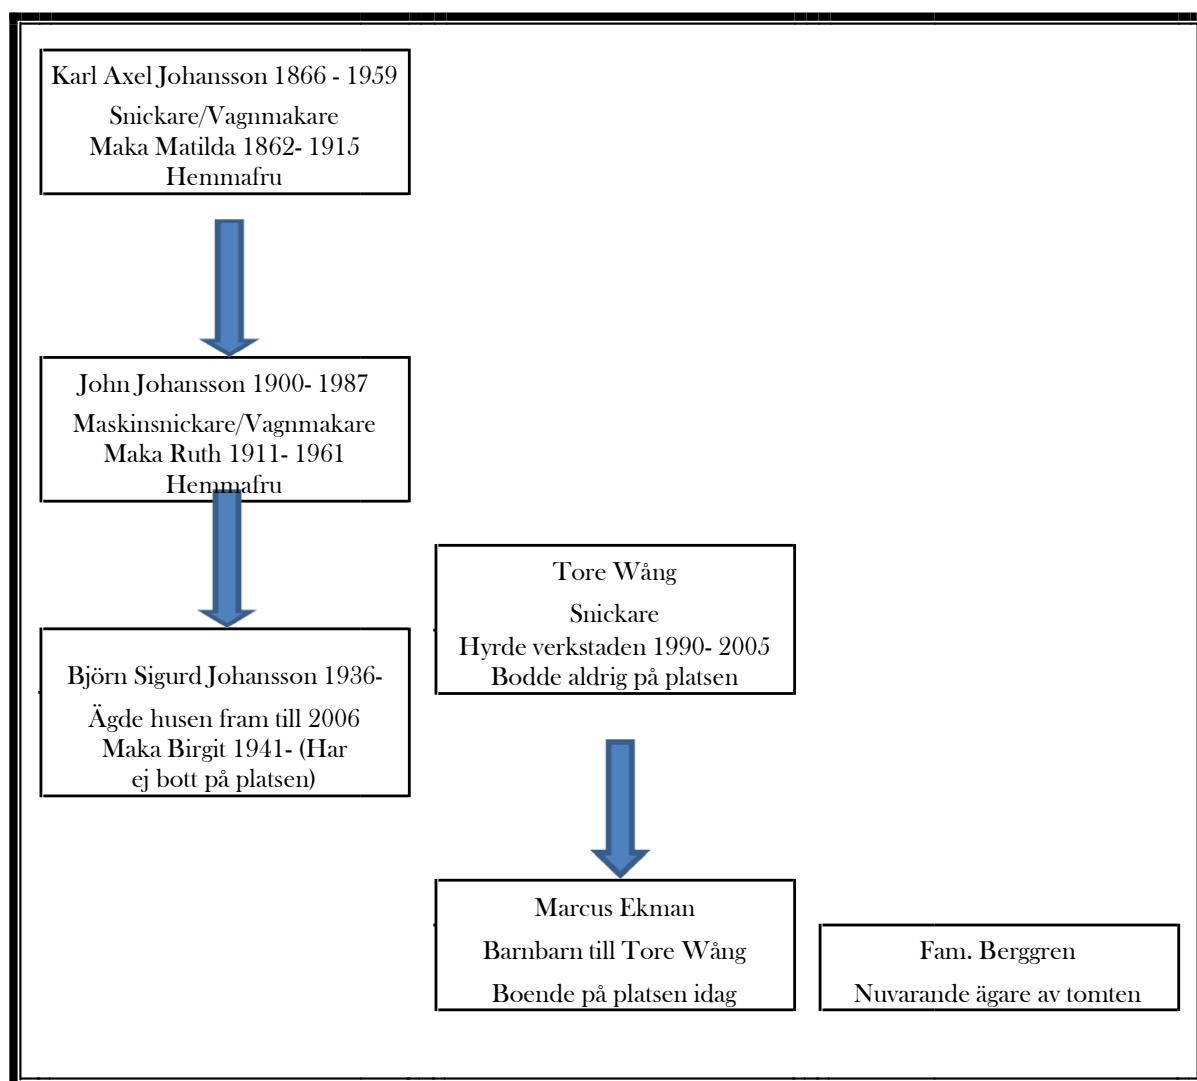 Karl Axel Johansson 1866 - 1959
Snickare/Vagnmakare
Maka Matilda 1862- 1915
Hemmafru
John Johansson 1900- 1987
Maskinsnickare/Vagnmakare
Maka Ruth 1911- 1961
Hemmafru
Björn Sigurd Johansson 1936-
Ägde husen fram till 2006
Maka Birgit 1941- (Har
ej bott på platsen)
Tore Wång
Snickare
Hyrde verkstaden 1990- 2005
Bodde aldrig på platsen
Marcus Ekman
Barnbarn till Tore Wång
Boende på platsen idag
Fam. Berggren
Nuvarande ägare av tomten